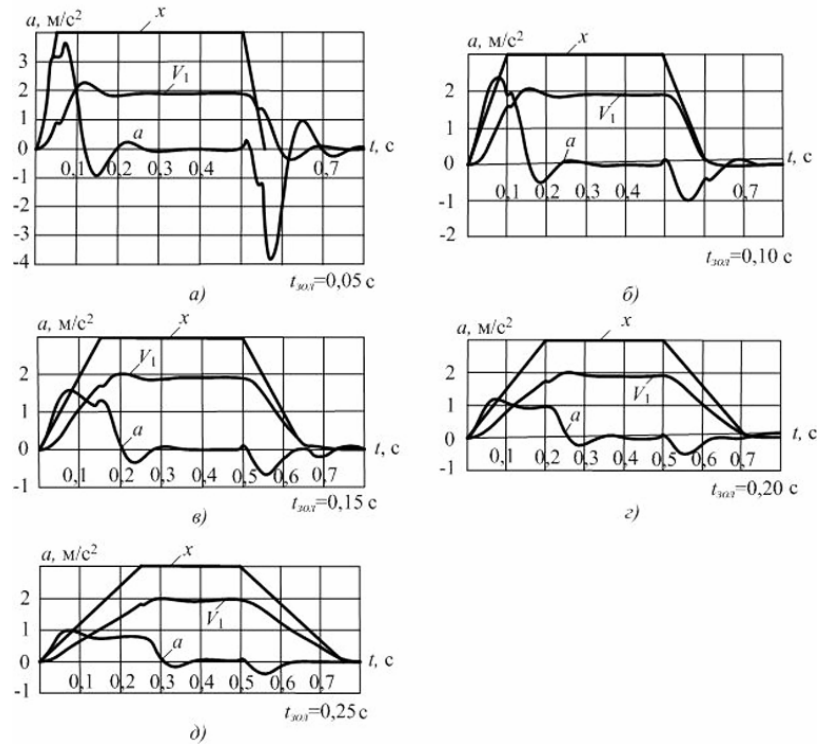 a, м/с² x
3
V₁
2
1
a
0
0,1 0,2 0,3 0,4 0,7 t, с
-1
-2
-3
-4
tзол=0,05 с
а)
a, м/с² x
2
V₁
1
a
0
0,1 0,2 0,3 0,4 0,7 t, с
-1
-2
tзол=0,10 с
б)
a, м/с² x
V₁
2
1
a
0
0,1 0,2 0,3 0,4 0,5 0,6 0,7 t, с
-1
tзол=0,15 с
в)
a, м/с² x
2
V₁
1
a
0
0,1 0,2 0,3 0,4 0,5 0,6 0,7 t, с
-1
tзол=0,20 с
г)
a, м/с² x
2
V₁
1
a
0
0,1 0,2 0,3 0,4 0,5 0,6 0,7 t, с
-1
tзол=0,25 с
д)